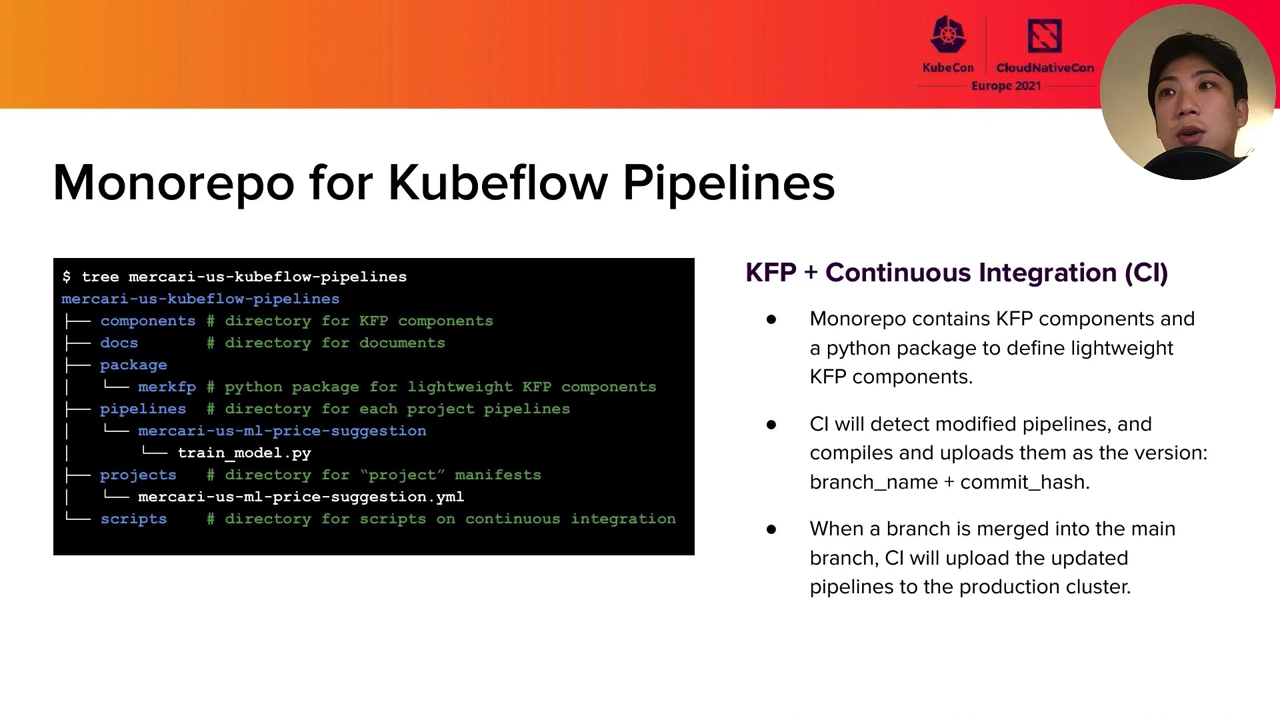 KubeCon
CloudNativeCon
Europe 2021
Monorepo for Kubeflow Pipelines
$ tree mercari-us-kubeflow-pipelines
mercari-us-kubeflow-pipelines
├── components # directory for KFP components
├── docs       # directory for documents
├── package
│   └── merkfp # python package for lightweight KFP components
├── pipelines  # directory for each project pipelines
│   └── mercari-us-ml-price-suggestion
│       └── train_model.py
├── projects   # directory for “project” manifests
│   └── mercari-us-ml-price-suggestion.yml
└── scripts    # directory for scripts on continuous integration
KFP + Continuous Integration (CI)
● Monorepo contains KFP components and
a python package to define lightweight
KFP components.
● CI will detect modified pipelines, and
compiles and uploads them as the version:
branch_name + commit_hash.
● When a branch is merged into the main
branch, CI will upload the updated
pipelines to the production cluster.